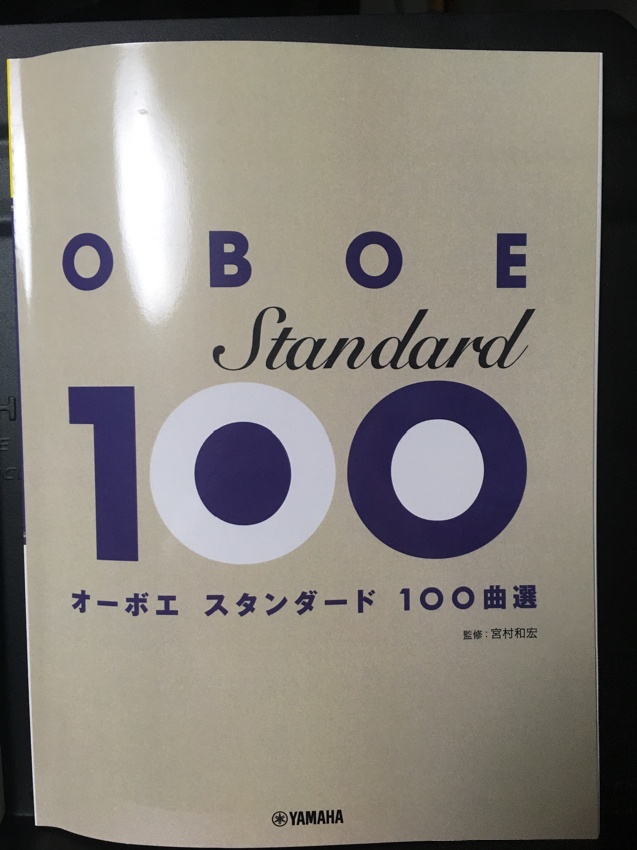 OBOE
Standard
100
オーボエ スタンダード 100曲選
監修：宮村和宏
YAMAHA